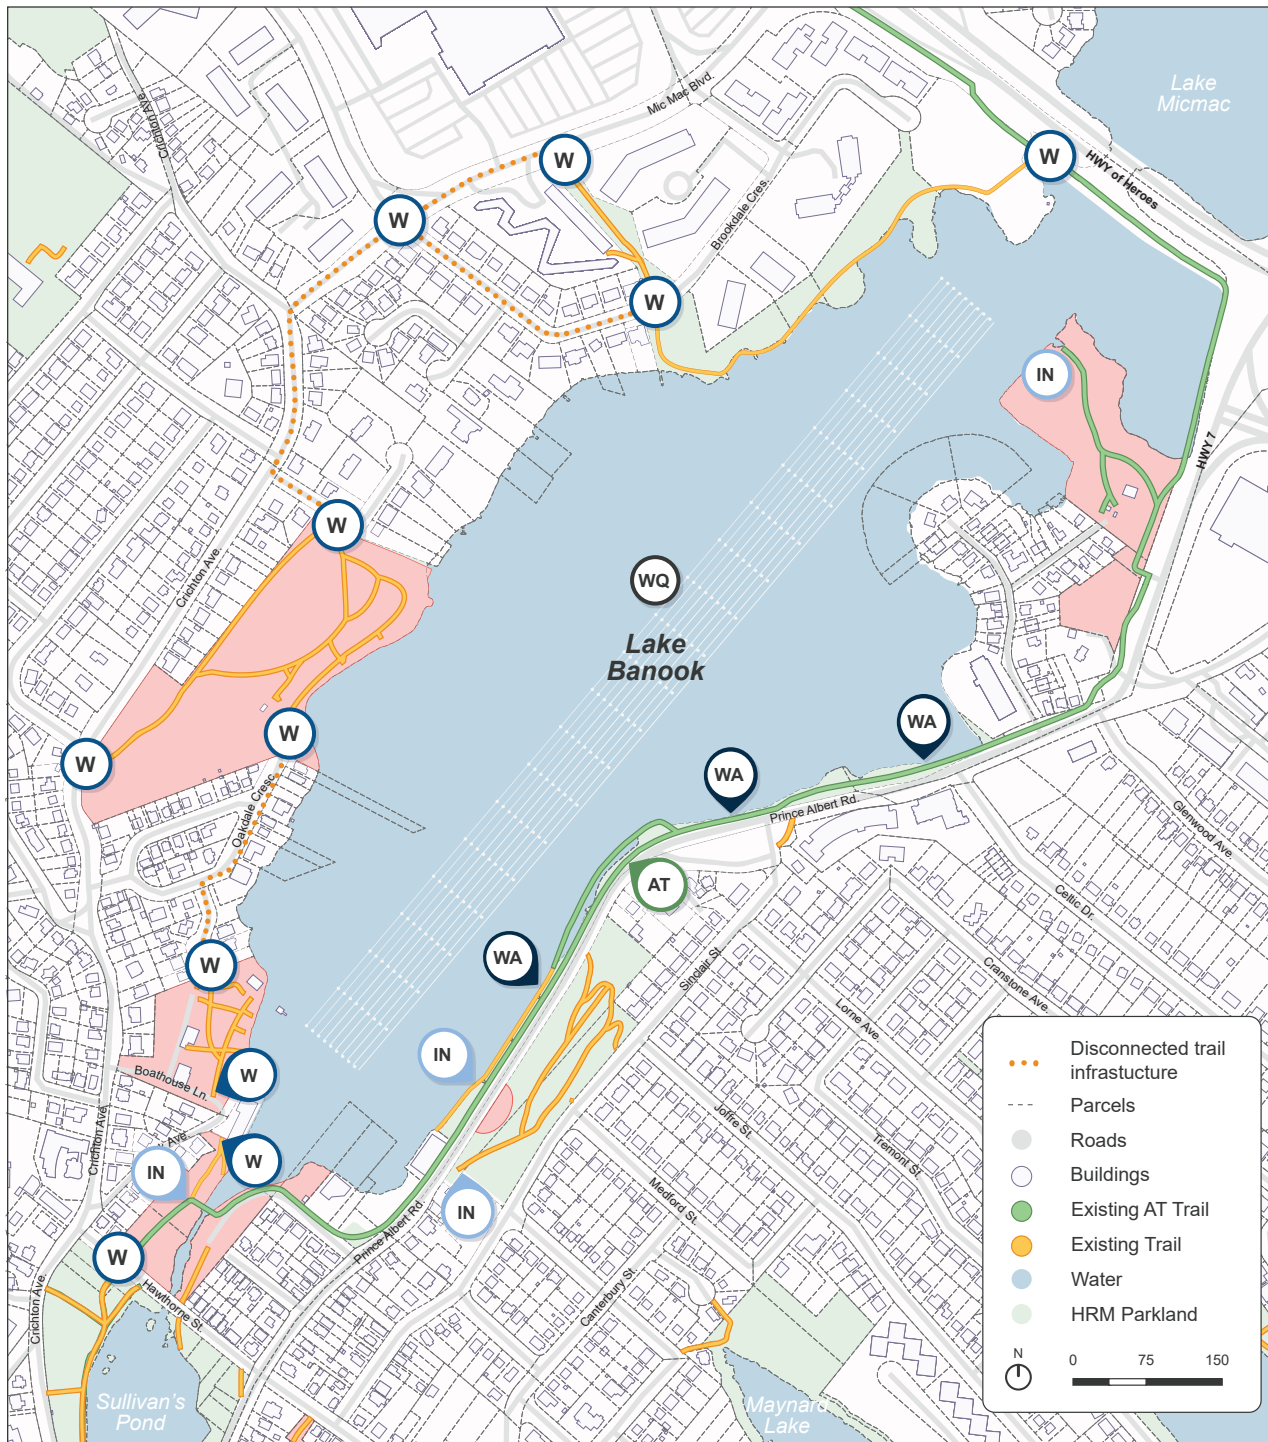 Lake
Micmac
Mic Mac Blvd.
Crichton Ave.
W
W
W
HWY of Heroes
Brookdale Cres.
W
IN
HWY 7
W
Crichton Ave.
WQ
Lake
Banook
W
W
WA
WA
Prince Albert Rd.
Glenwood Ave.
Oakdale Cresc.
AT
Celtic Dr.
Sinclair St.
WA
W
Cranstone Ave.
Lorne Ave.
IN
W
Boathouse Ln.
Crichton Ave.
Ave.
W
IN
Joffre St.
Tremont St.
Medford St.
IN
Prince Albert Rd.
W
Hawthorne St.
Canterbury St.
Crichton Ave.
Sullivan's
Pond
Maynard
Lake
Disconnected trail
infrastucture
Parcels
Roads
Buildings
Existing AT Trail
Existing Trail
Water
HRM Parkland
N
0 75 150